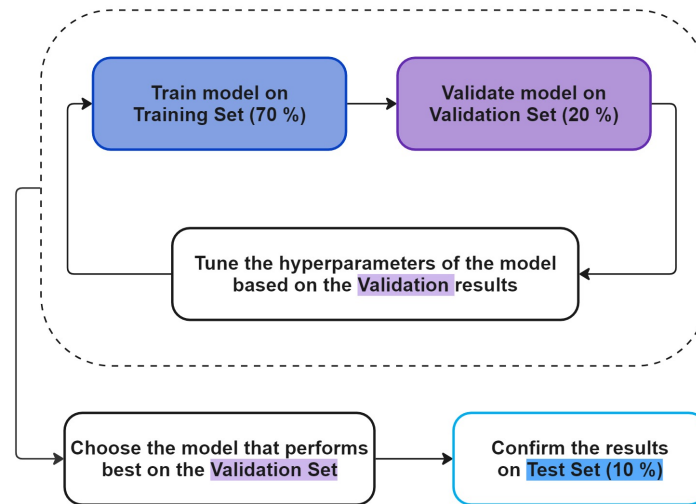 Train model on
Training Set (70 %)
Validate model on
Validation Set (20 %)
Tune the hyperparameters of the model
based on the Validation results
Choose the model that performs
best on the Validation Set
Confirm the results
on Test Set (10 %)